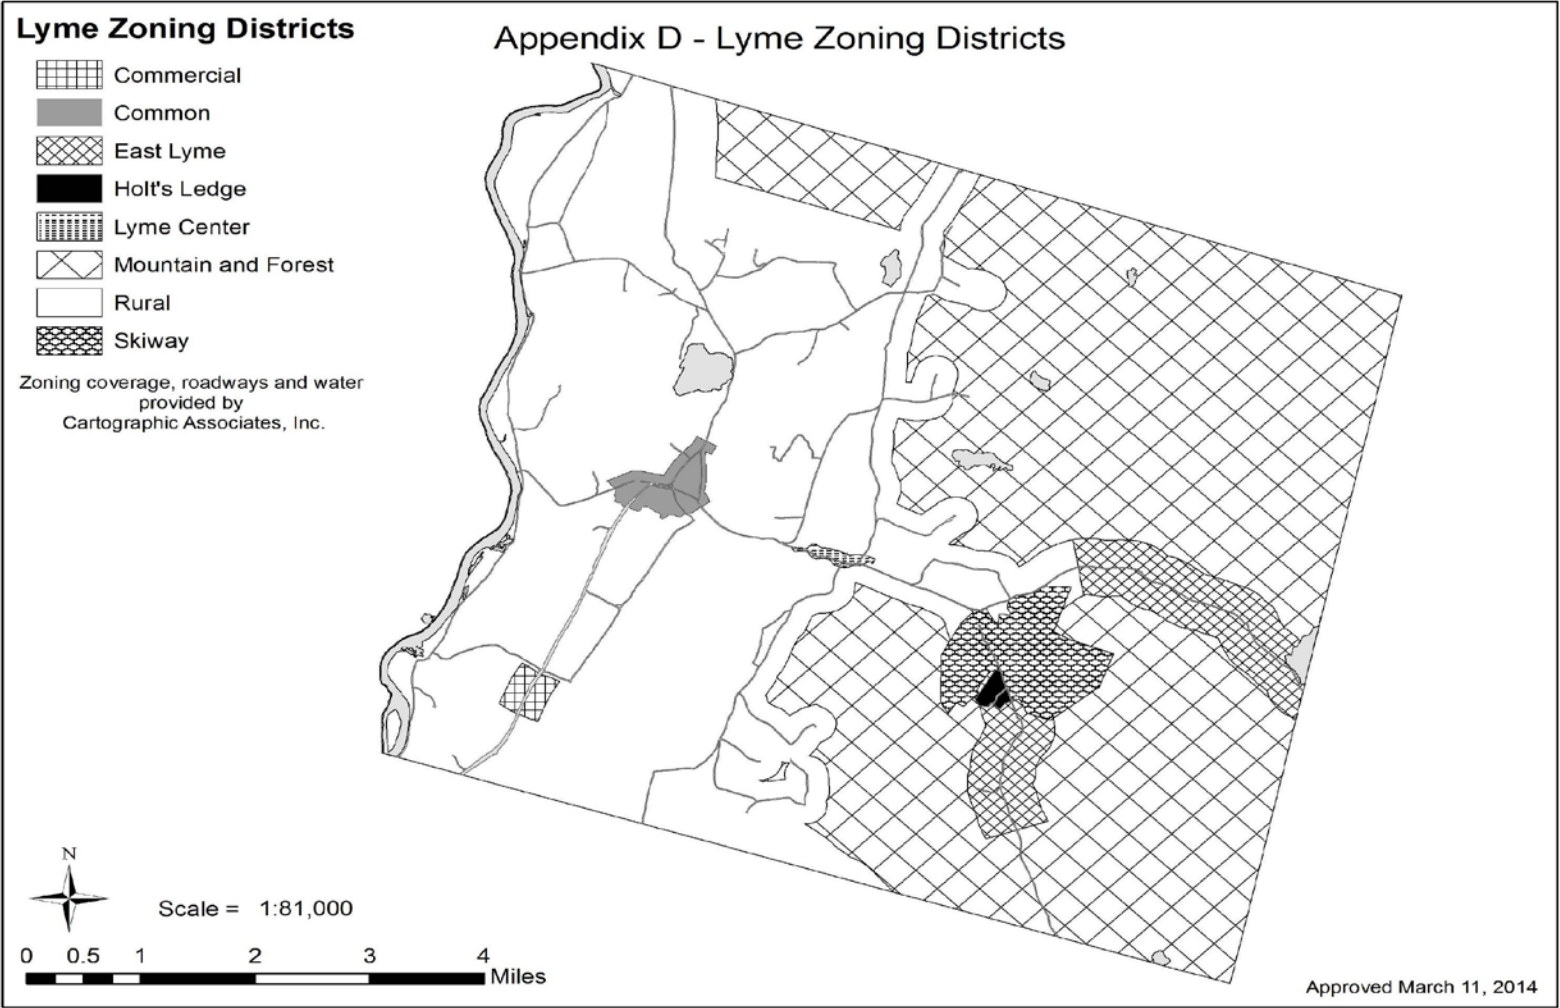 Lyme Zoning Districts
Appendix D - Lyme Zoning Districts
Commercial
Common
East Lyme
Holt's Ledge
Lyme Center
Mountain and Forest
Rural
Skiway
Zoning coverage, roadways and water
provided by
Cartographic Associates, Inc.
N
Scale = 1:81,000
0 0.5 1 2 3 4
Miles
Approved March 11, 2014